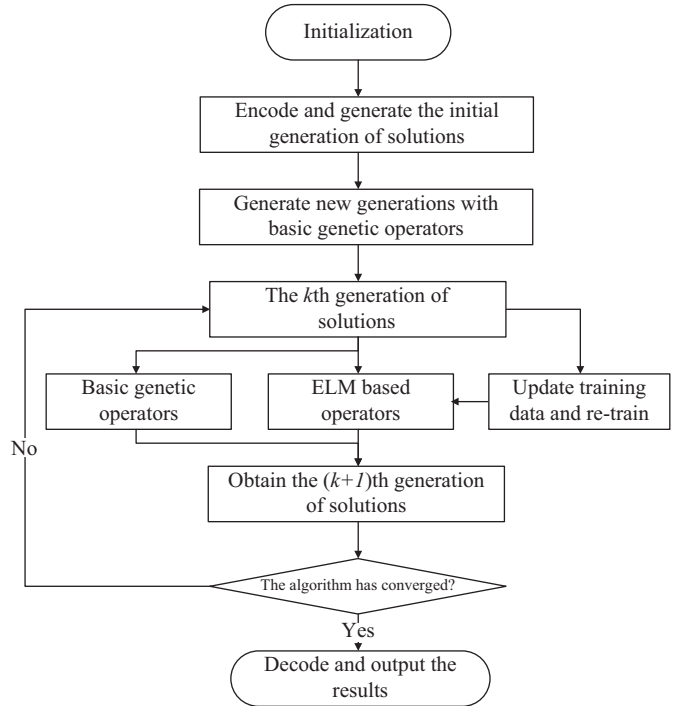 Initialization
Encode and generate the initial
generation of solutions
Generate new generations with
basic genetic operators
The kth generation of
solutions
Basic genetic
operators
ELM based
operators
Update training
data and re-train
No
Obtain the (k+1)th generation
of solutions
The algorithm has converged?
Yes
Decode and output the
results